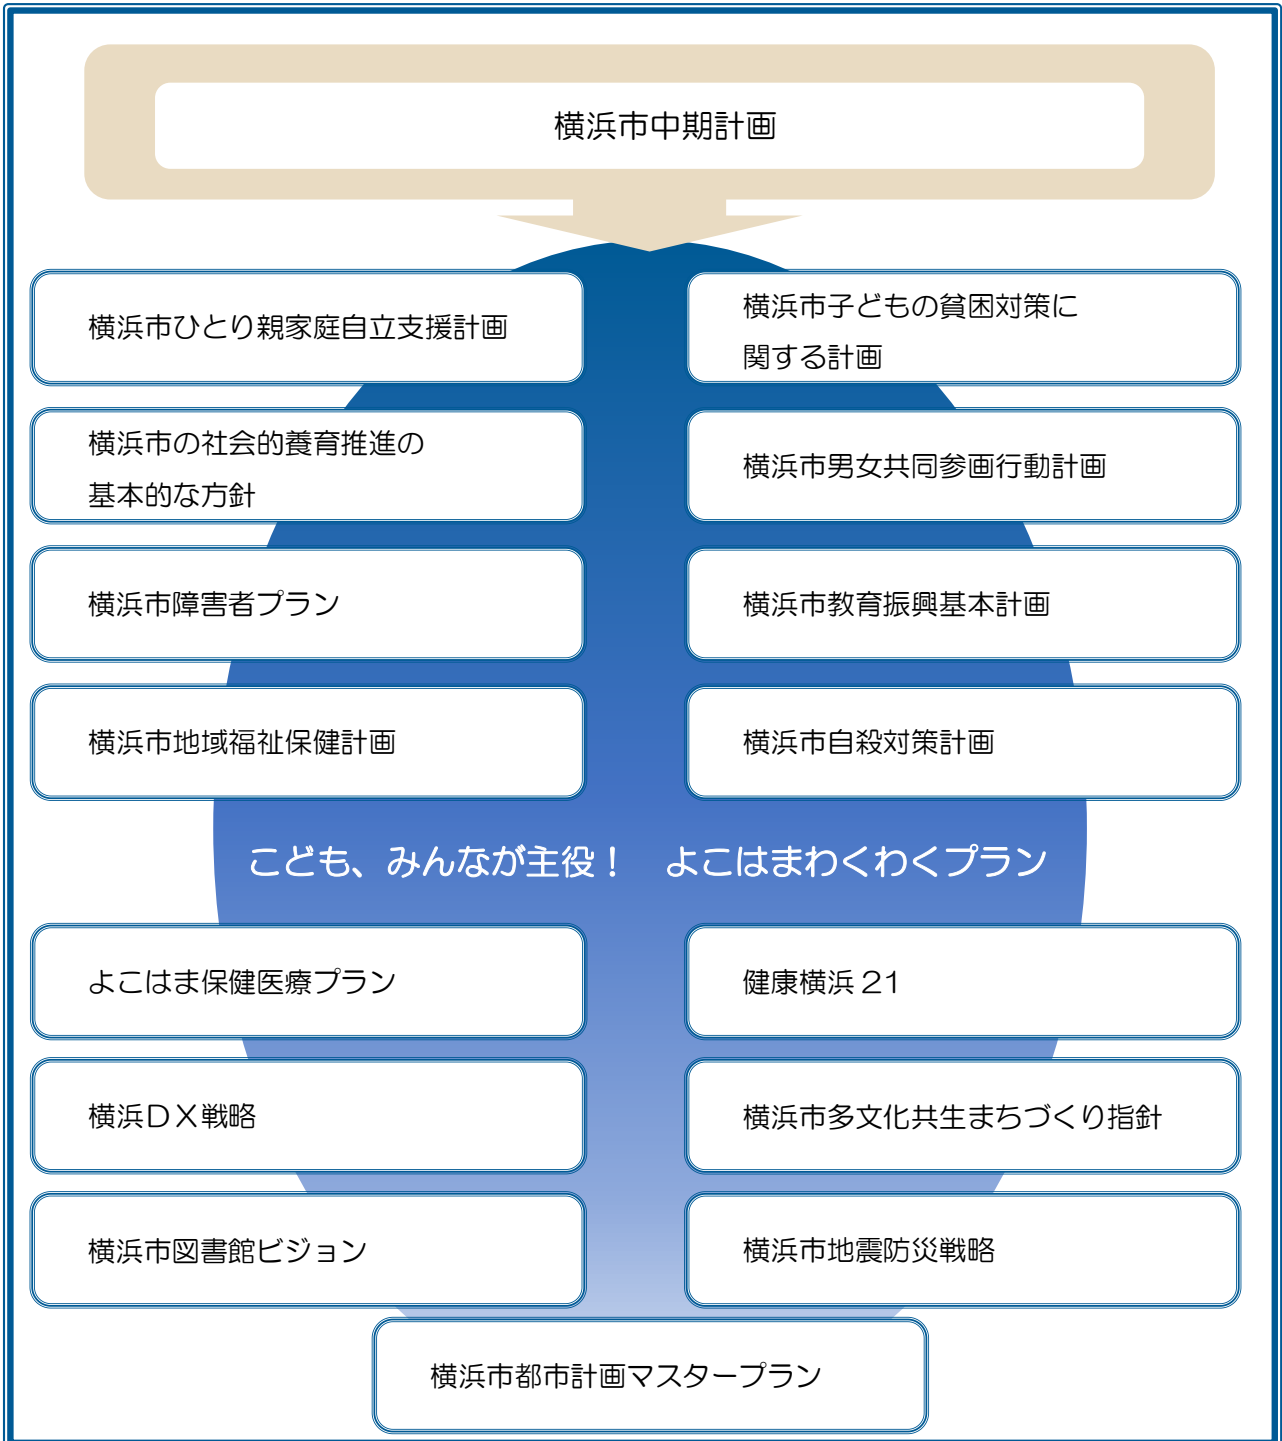 横浜市中期計画
横浜市ひとり親家庭自立支援計画
横浜市子どもの貧困対策に
関する計画
横浜市の社会的養育推進の
基本的な方針
横浜市男女共同参画行動計画
横浜市障害者プラン
横浜市教育振興基本計画
横浜市地域福祉保健計画
横浜市自殺対策計画
こども、みんなが主役！　よこはまわくわくプラン
よこはま保健医療プラン
健康横浜 21
横浜ＤＸ戦略
横浜市多文化共生まちづくり指針
横浜市図書館ビジョン
横浜市地震防災戦略
横浜市都市計画マスタープラン